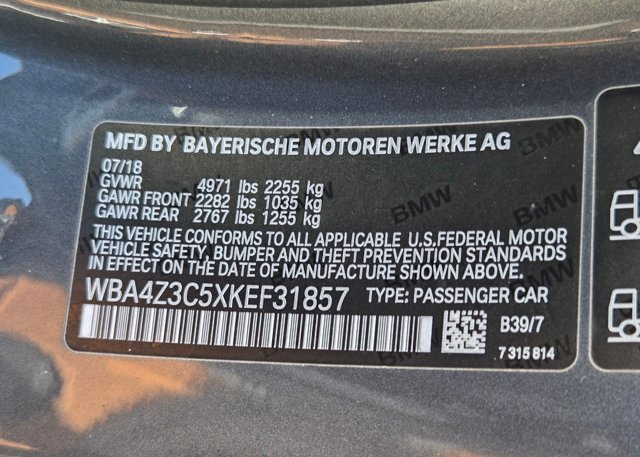 MFD BY BAYERISCHE MOTOREN WERKE AG
07/18
GVWR 4971 lbs 2255 kg
GAWR FRONT 2282 lbs 1035 kg
GAWR REAR 2767 lbs 1255 kg
THIS VEHICLE CONFORMS TO ALL APPLICABLE U.S.FEDERAL MOTOR
VEHICLE SAFETY, BUMPER AND THEFT PREVENTION STANDARDS
IN EFFECT ON THE DATE OF MANUFACTURE SHOWN ABOVE.
WBA4Z3C5XKEF31857 TYPE: PASSENGER CAR
B39/7
7 315 814